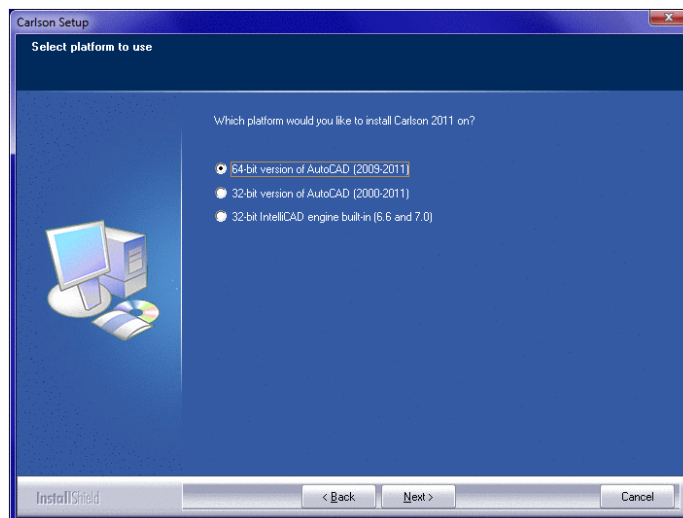 Carlson Setup
Select platform to use
Which platform would you like to install Carlson 2011 on?
64-bit version of AutoCAD (2009-2011)
32-bit version of AutoCAD (2000-2011)
32-bit IntelliCAD engine built-in (6.6 and 7.0)
InstallShield
< Back
Next >
Cancel